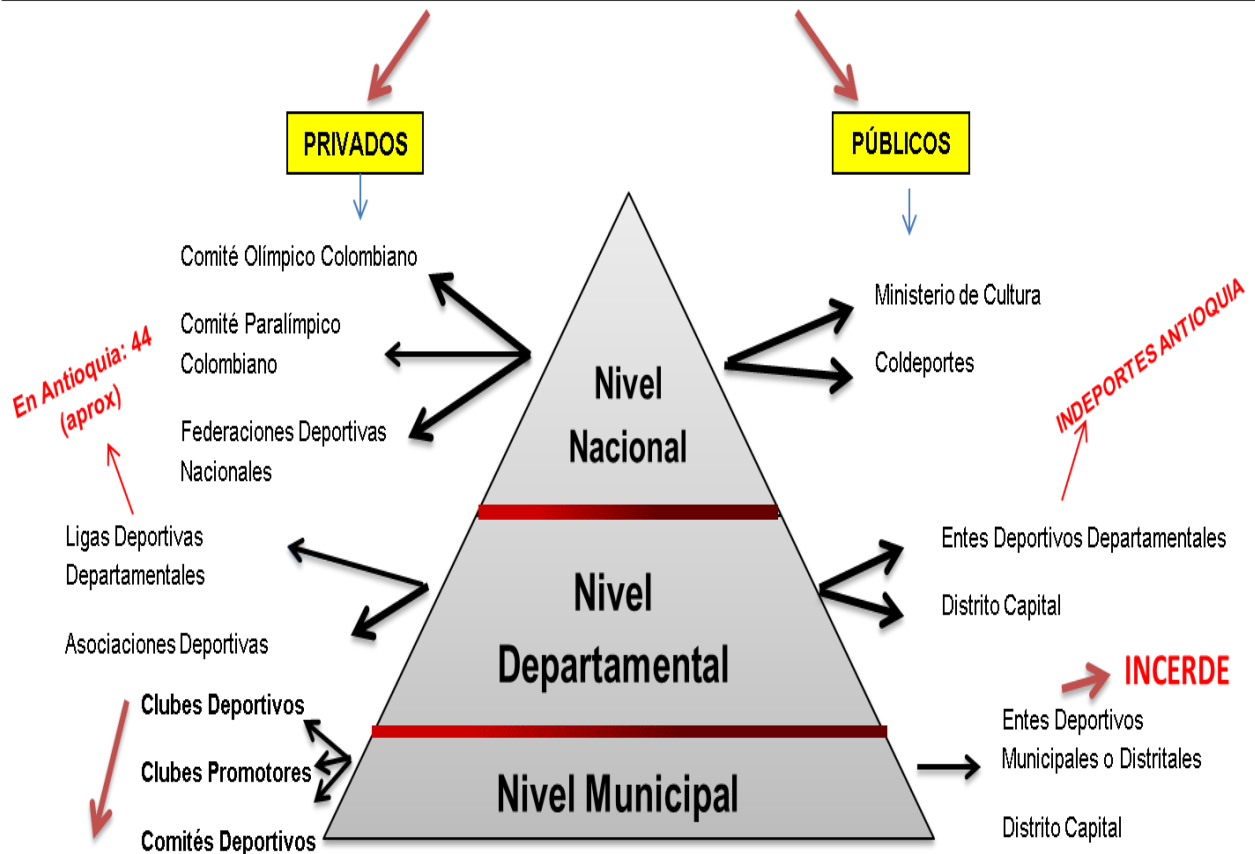 PRIVADOS
PÚBLICOS
Comité Olímpico Colombiano
Comité Paralímpico
Colombiano
Federaciones Deportivas
Nacionales
En Antioquia: 44
(aprox)
Ligas Deportivas
Departamentales
Asociaciones Deportivas
Clubes Deportivos
Clubes Promotores
Comités Deportivos
Nivel
Nacional
Nivel
Departamental
Nivel Municipal
Ministerio de Cultura
Coldeportes
INDEPORTES ANTIOQUIA
Entes Deportivos Departamentales
Distrito Capital
INCERDE
Entes Deportivos
Municipales o Distritales
Distrito Capital